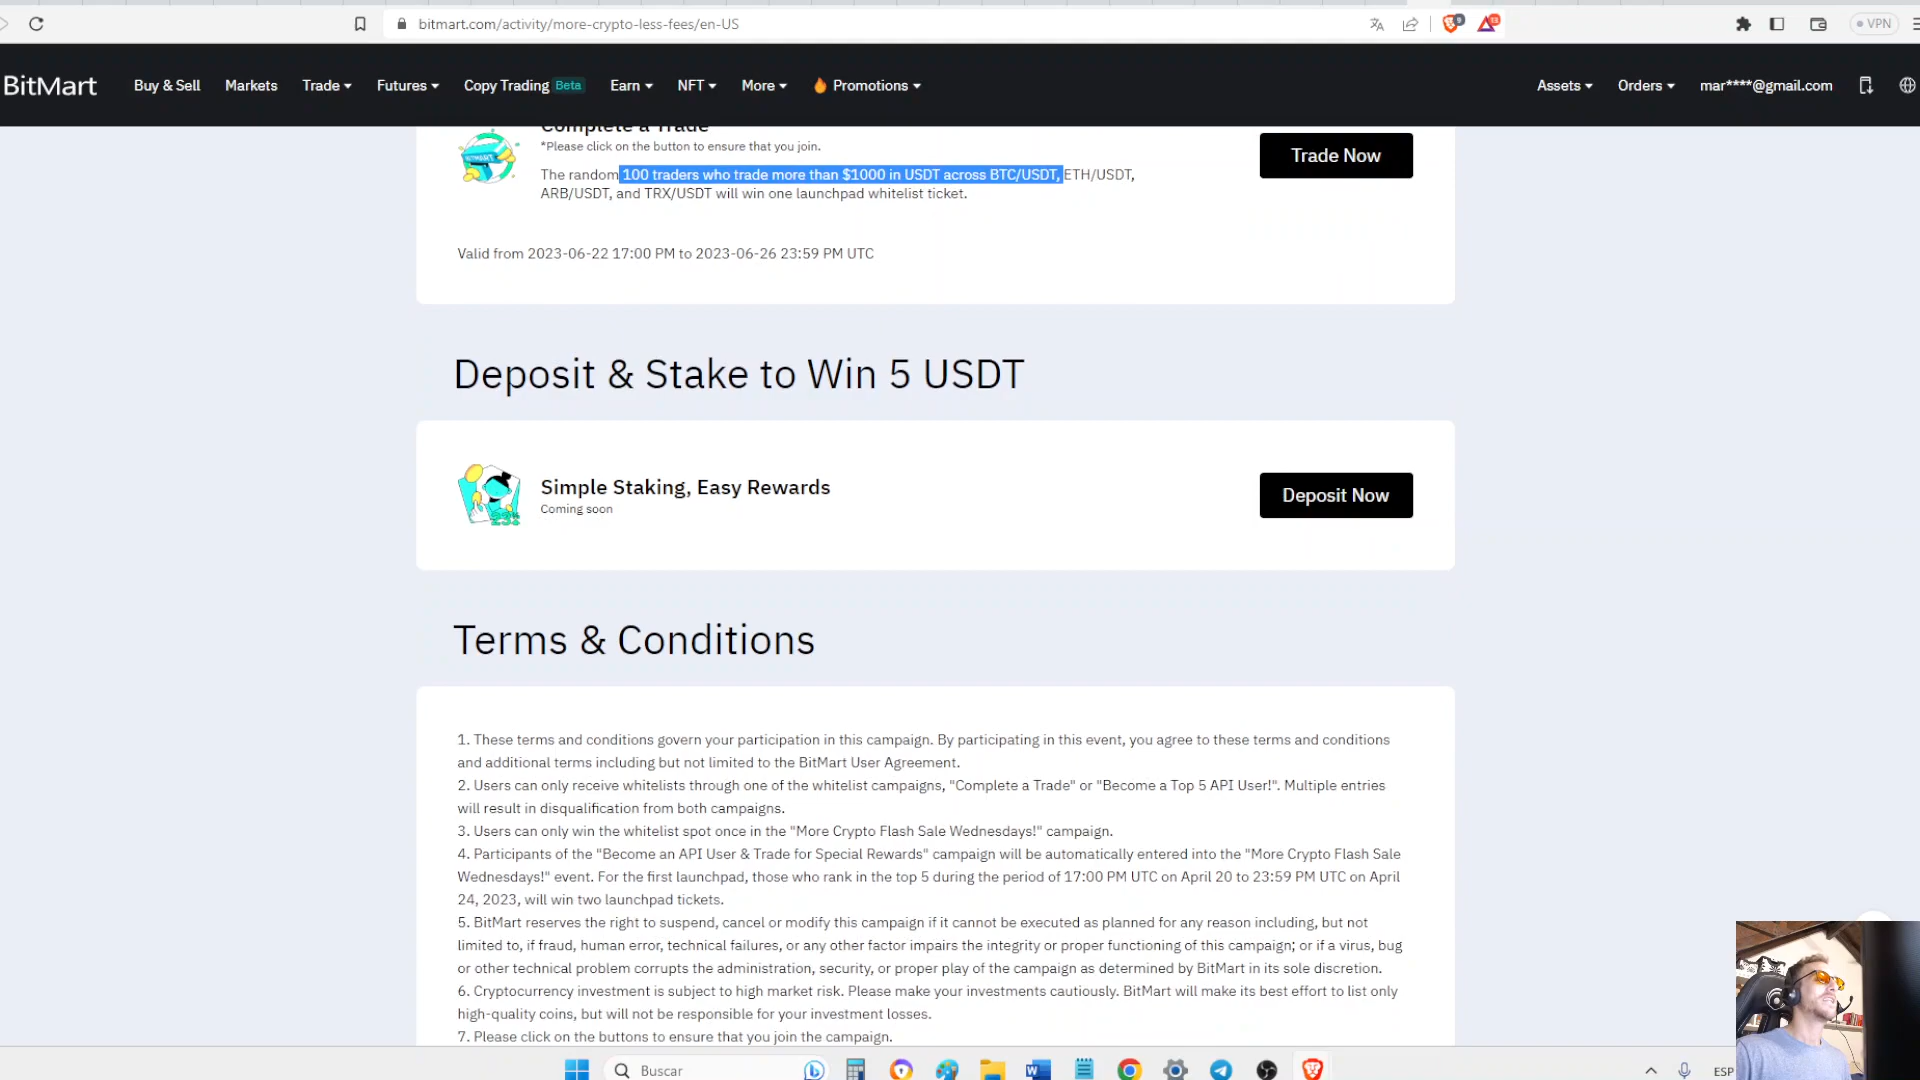 bitmart.com/activity/more-crypto-less-fees/en-US
VPN
BitMart
Buy & Sell
Markets
Trade
Futures
Copy Trading Beta
Earn
NFT
More
Promotions
Assets
Orders
mar****@gmail.com
Complete a Trade
*Please click on the button to ensure that you join.
The random 100 traders who trade more than $1000 in USDT across BTC/USDT, ETH/USDT,
ARB/USDT, and TRX/USDT will win one launchpad whitelist ticket.
Trade Now
Valid from 2023-06-22 17:00 PM to 2023-06-26 23:59 PM UTC
Deposit & Stake to Win 5 USDT
Simple Staking, Easy Rewards
Coming soon
Deposit Now
Terms & Conditions
1. These terms and conditions govern your participation in this campaign. By participating in this event, you agree to these terms and conditions
and additional terms including but not limited to the BitMart User Agreement.
2. Users can only receive whitelists through one of the whitelist campaigns, "Complete a Trade" or "Become a Top 5 API User!". Multiple entries
will result in disqualification from both campaigns.
3. Users can only win the whitelist spot once in the "More Crypto Flash Sale Wednesdays!" campaign.
4. Participants of the "Become an API User & Trade for Special Rewards" campaign will be automatically entered into the "More Crypto Flash Sale
Wednesdays!" event. For the first launchpad, those who rank in the top 5 during the period of 17:00 PM UTC on April 20 to 23:59 PM UTC on April
24, 2023, will win two launchpad tickets.
5. BitMart reserves the right to suspend, cancel or modify this campaign if it cannot be executed as planned for any reason including, but not
limited to, if fraud, human error, technical failures, or any other factor impairs the integrity or proper functioning of this campaign; or if a virus, bug
or other technical problem corrupts the administration, security, or proper play of the campaign as determined by BitMart in its sole discretion.
6. Cryptocurrency investment is subject to high market risk. Please make your investments cautiously. BitMart will make its best effort to list only
high-quality coins, but will not be responsible for your investment losses.
7. Please click on the buttons to ensure that you join the campaign.
Buscar
ESP